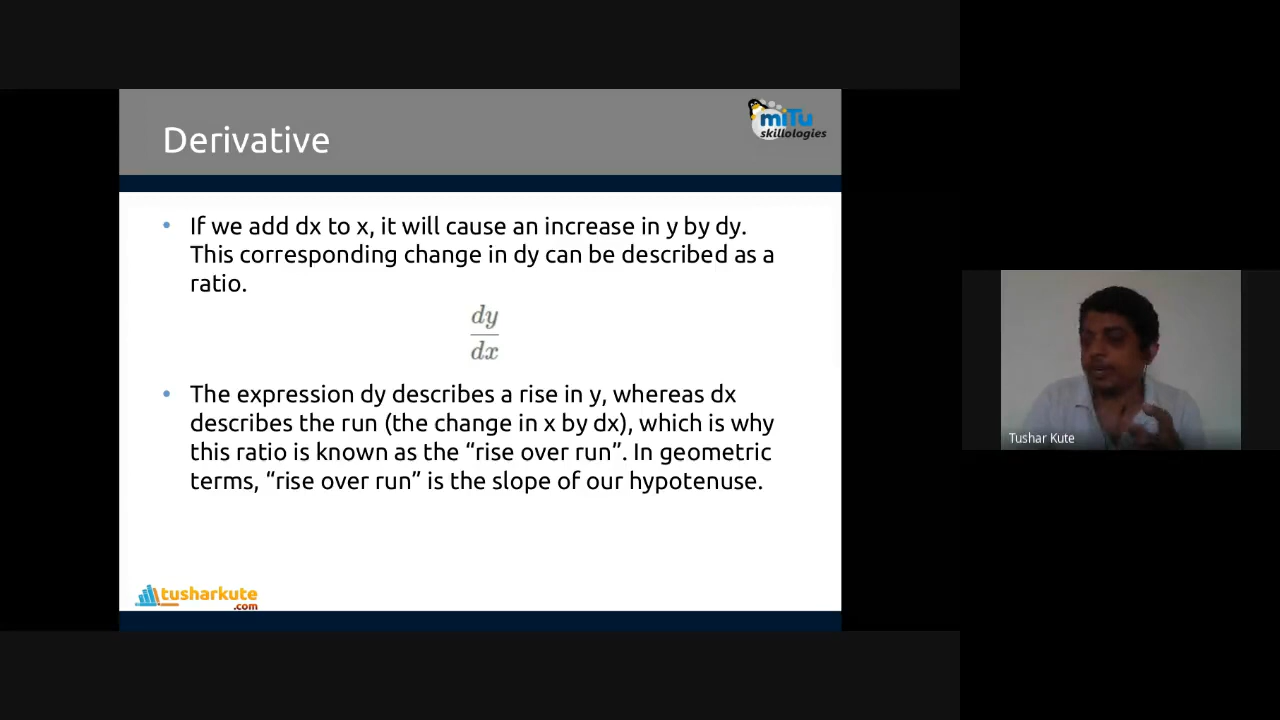 Derivative
miTu
skillologies
• If we add dx to x, it will cause an increase in y by dy.
This corresponding change in dy can be described as a
ratio.
dy
dx
• The expression dy describes a rise in y, whereas dx
describes the run (the change in x by dx), which is why
this ratio is known as the “rise over run”. In geometric
terms, “rise over run” is the slope of our hypotenuse.
tusharkute
.com
Tushar Kute